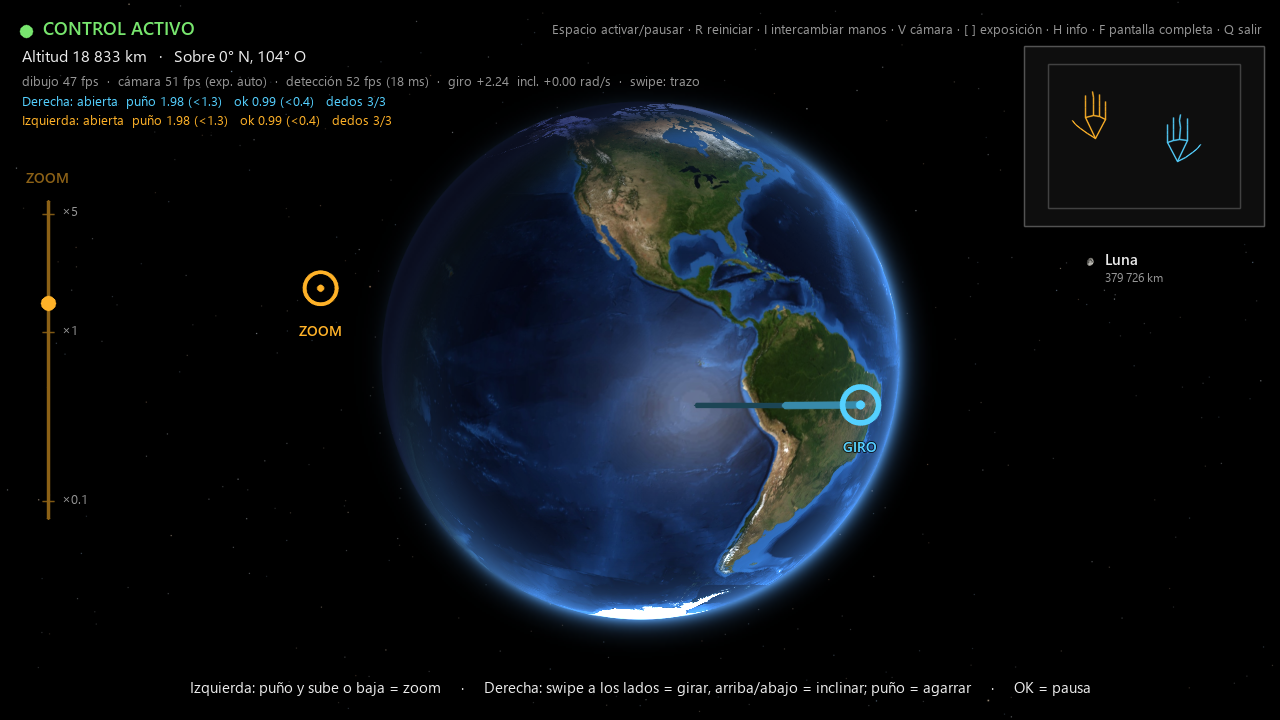 CONTROL ACTIVO
Espacio activar/pausar · R reiniciar · I intercambiar manos · V cámara · [ ] exposición · H info · F pantalla completa · Q salir
Altitud 18 833 km · Sobre 0° N, 104° O
dibujo 47 fps · cámara 51 fps (exp. auto) · detección 52 fps (18 ms) · giro +2.24 incl. +0.00 rad/s · swipe: trazo
Derecha: abierta puño 1.98 (<1.3) ok 0.99 (<0.4) dedos 3/3
Izquierda: abierta puño 1.98 (<1.3) ok 0.99 (<0.4) dedos 3/3
ZOOM
×5
×1
×0.1
ZOOM
Luna
379 726 km
GIRO
Izquierda: puño y sube o baja = zoom · Derecha: swipe a los lados = girar, arriba/abajo = inclinar; puño = agarrar · OK = pausa